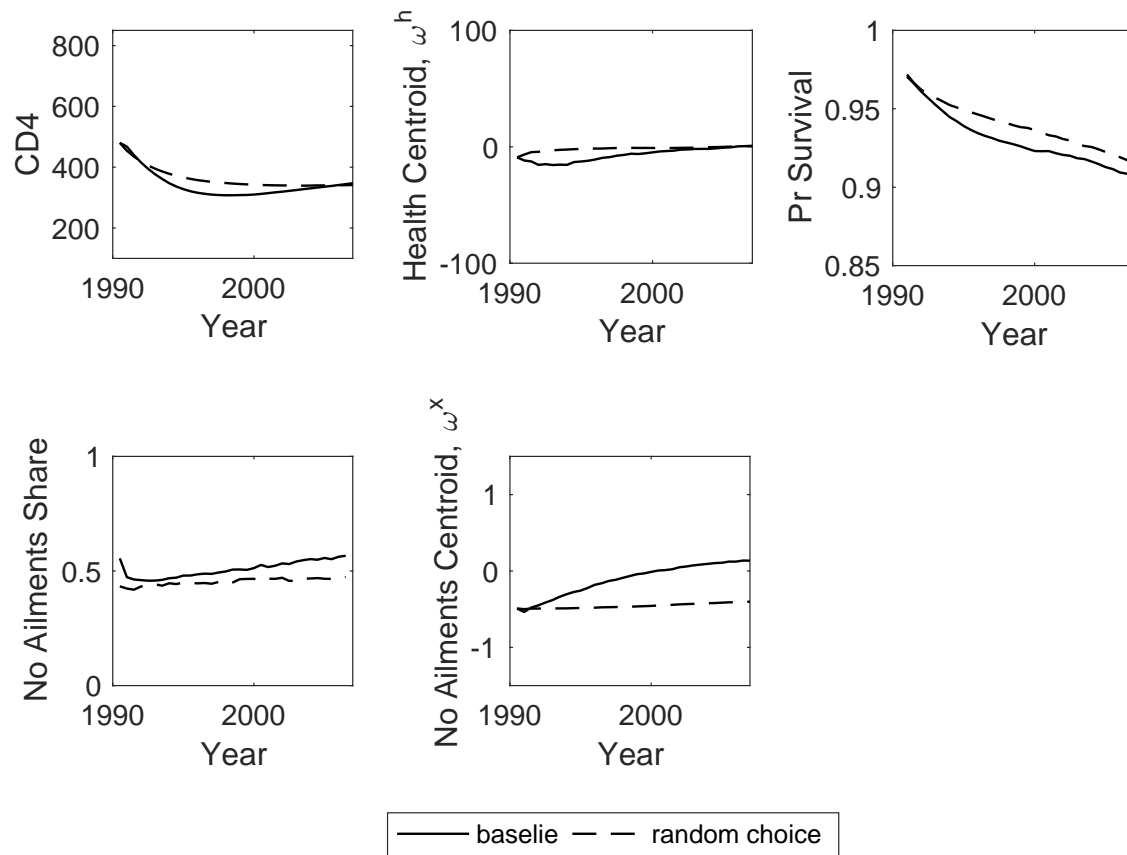 CD4
800
600
400
200
1990
2000
Year
Health Centroid, ω^h
100
0
-100
1990
2000
Year
Pr Survival
1
0.95
0.9
0.85
1990
2000
Year
No Ailments Share
1
0.5
0
1990
2000
Year
No Ailments Centroid, ω^x
1
0
-1
1990
2000
Year
baselie random choice